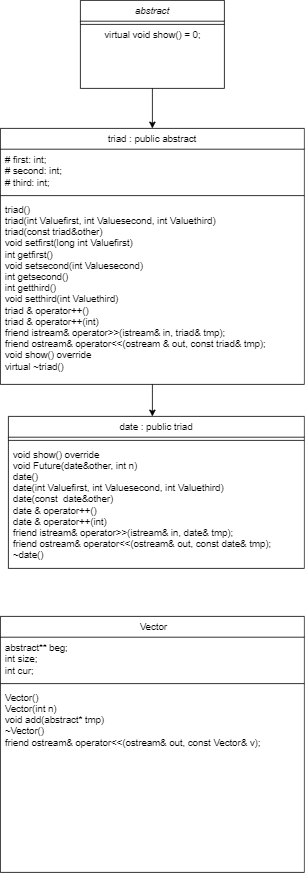 abstract
virtual void show() = 0;
triad : public abstract
# first: int;
# second: int;
# third: int;
triad()
triad(int Valuefirst, int Valuesecond, int Valuethird)
triad(const triad&other)
void setfirst(long int Valuefirst)
int getfirst()
void setsecond(int Valuesecond)
int getsecond()
int getthird()
void setthird(int Valuethird)
triad & operator++()
triad & operator++(int)
friend istream& operator>>(istream& in, triad& tmp);
friend ostream& operator<<(ostream & out, const triad& tmp);
void show() override
virtual ~triad()
date : public triad
void show() override
void Future(date&other, int n)
date()
date(int Valuefirst, int Valuesecond, int Valuethird)
date(const  date&other)
date & operator++()
date & operator++(int)
friend istream& operator>>(istream& in, date& tmp);
friend ostream& operator<<(ostream& out, const date& tmp);
~date()
Vector
abstract** beg;
int size;
int cur;
Vector()
Vector(int n)
void add(abstract* tmp)
~Vector()
friend ostream& operator<<(ostream& out, const Vector& v);